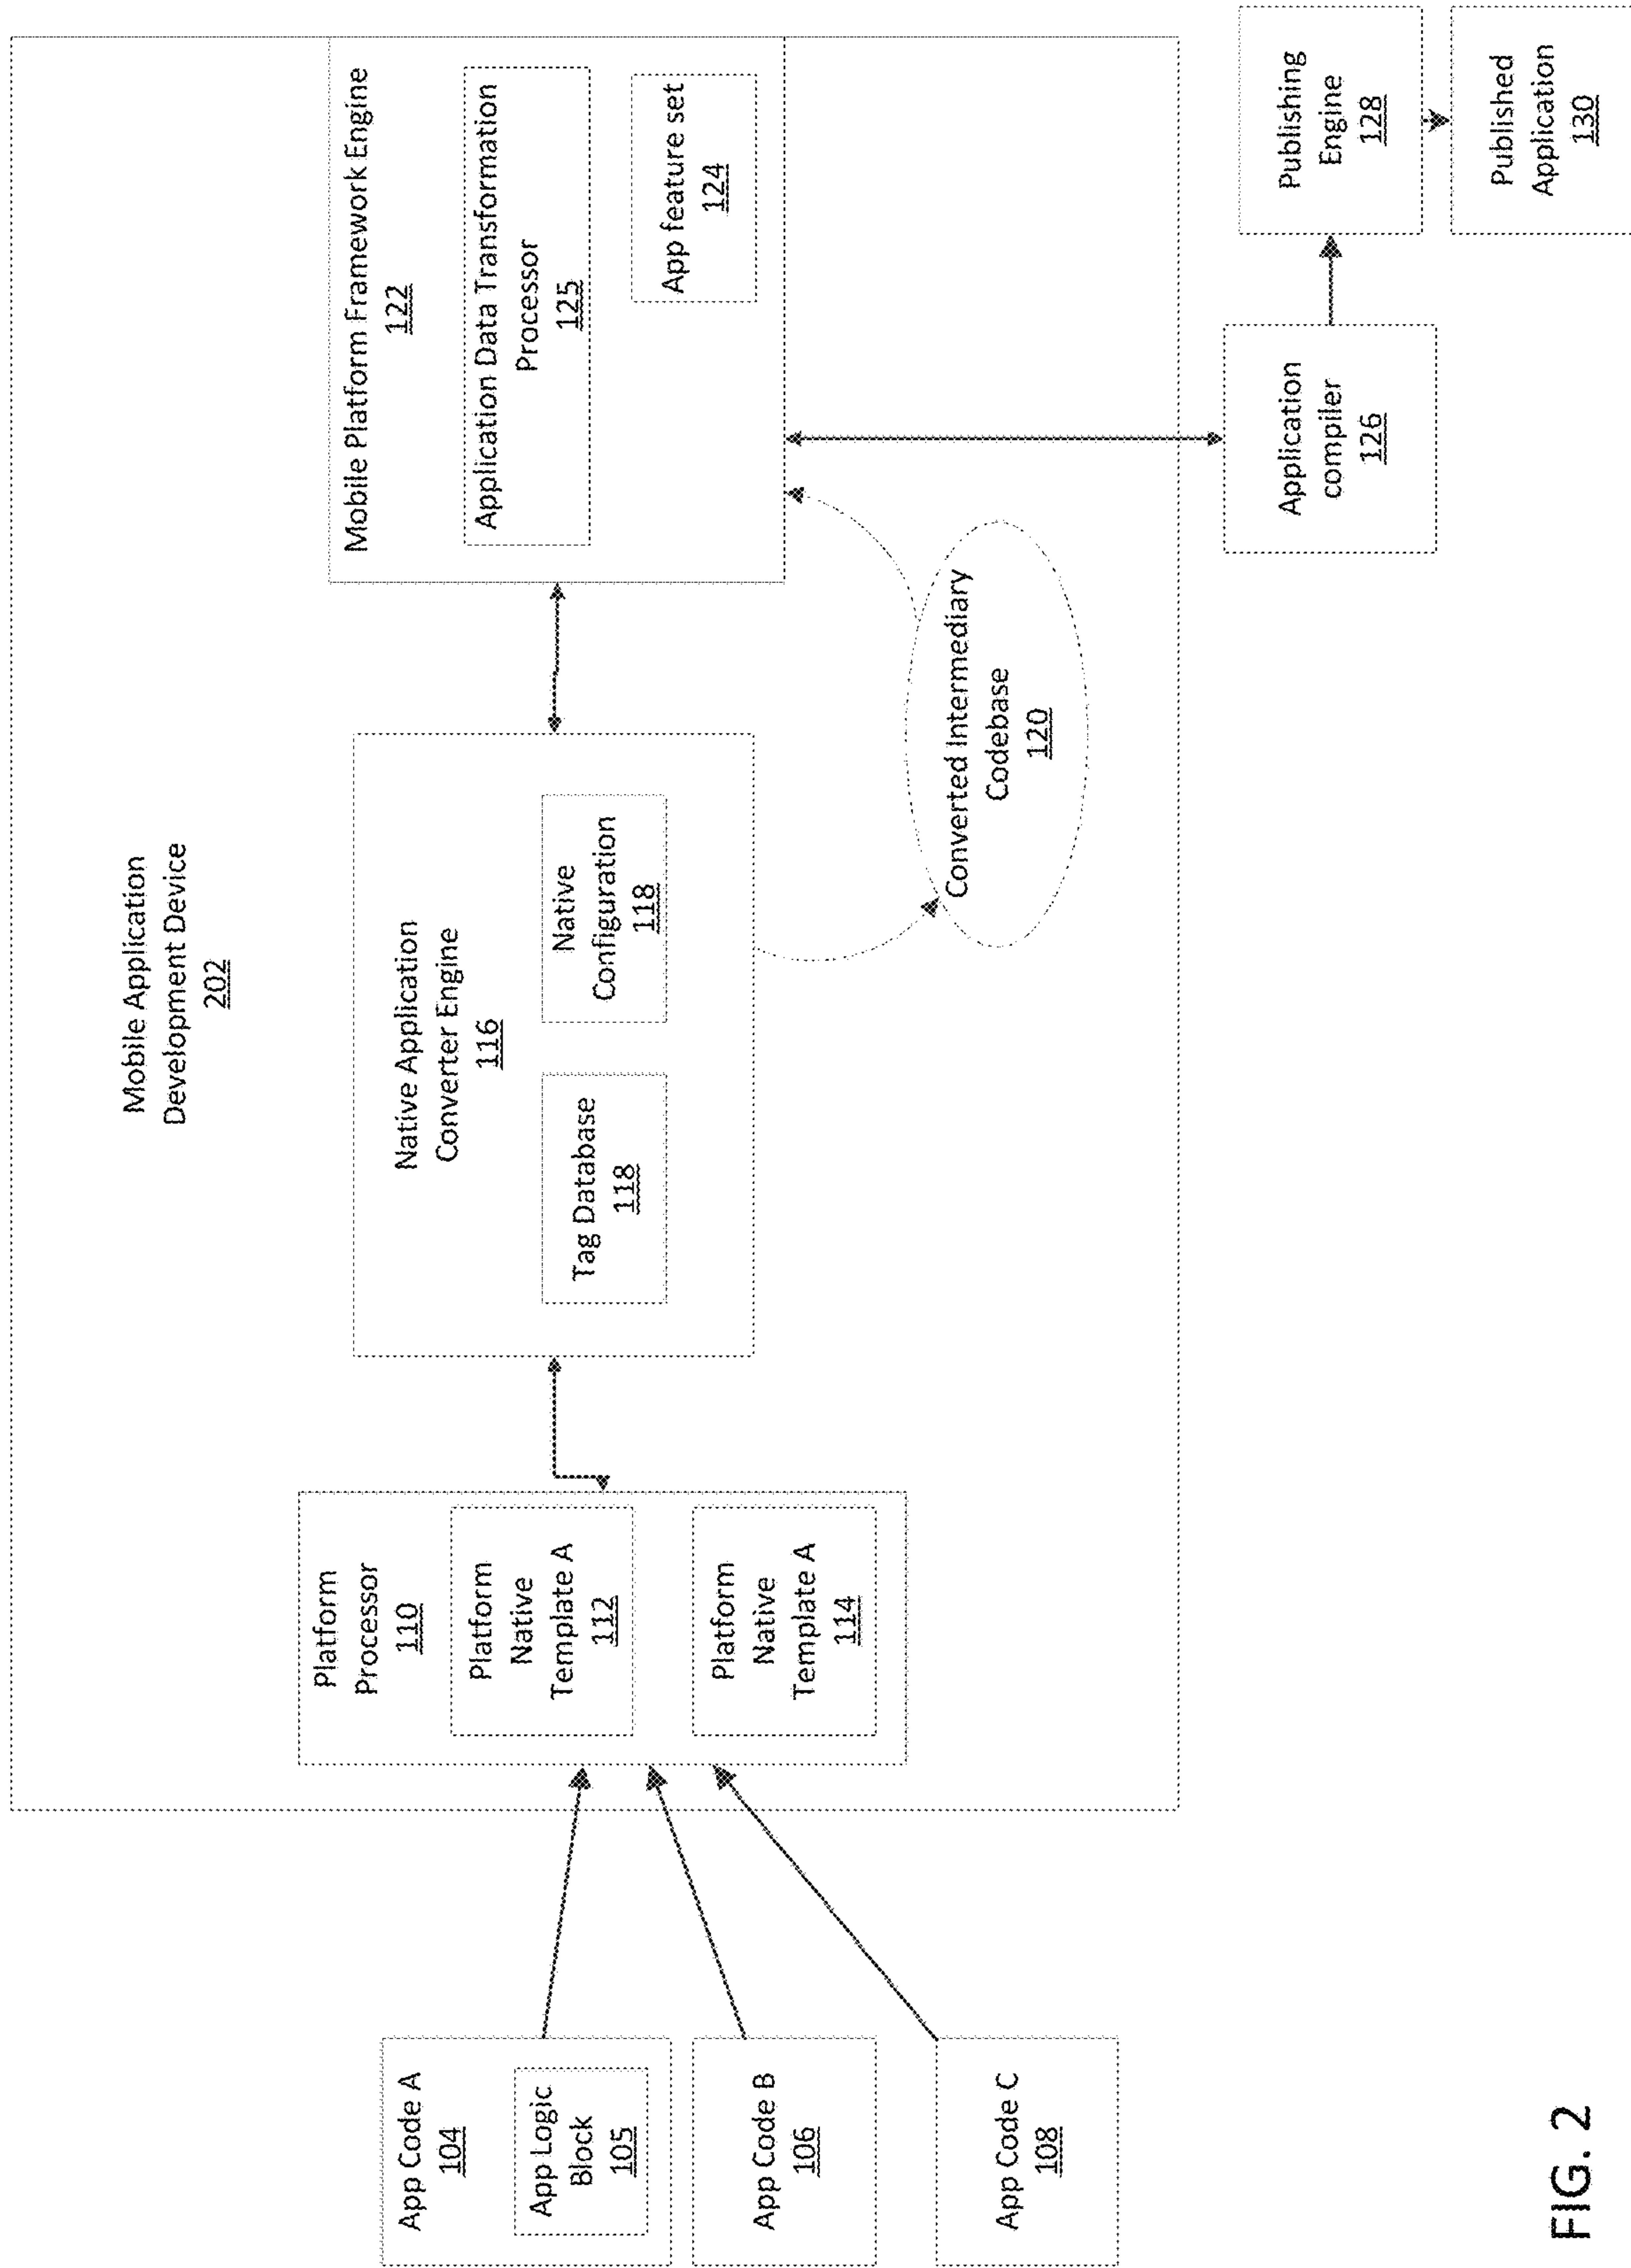 Mobile Application
Development Device
202
App Code A
104
App Logic
Block
105
App Code B
106
App Code C
108
Platform
Processor
110
Platform
Native
Template A
112
Platform
Native
Template A
114
Native Application
Converter Engine
116
Tag Database
118
Native
Configuration
118
Converted Intermediary
Codebase
120
Mobile Platform Framework Engine
122
Application Data Transformation
Processor
125
App feature set
124
Application
compiler
126
Publishing
Engine
128
Published
Application
130
FIG. 2